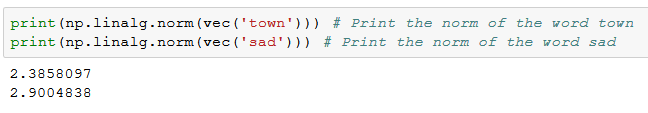 print(np.linalg.norm(vec('town'))) # Print the norm of the word town
print(np.linalg.norm(vec('sad'))) # Print the norm of the word sad
2.3858097
2.9004838